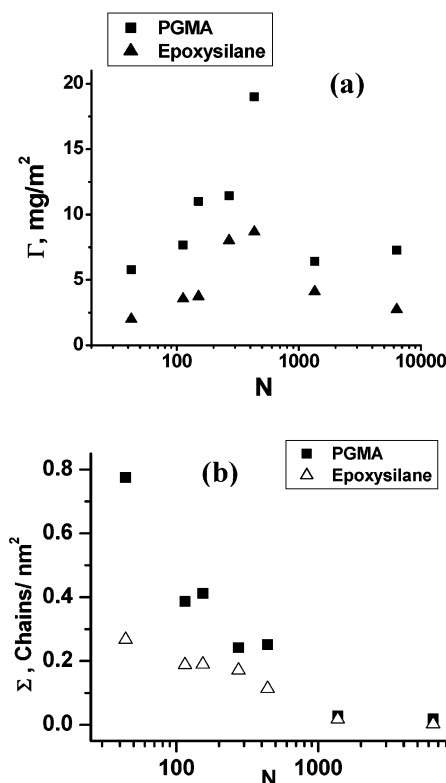 PGMA
Epoxysilane
(a)
20
15
10
5
0
Γ, mg/m²
100
1000
10000
N
PGMA
Epoxysilane
(b)
0.8
0.6
0.4
0.2
0.0
Σ , Chains/ nm²
100
1000
N